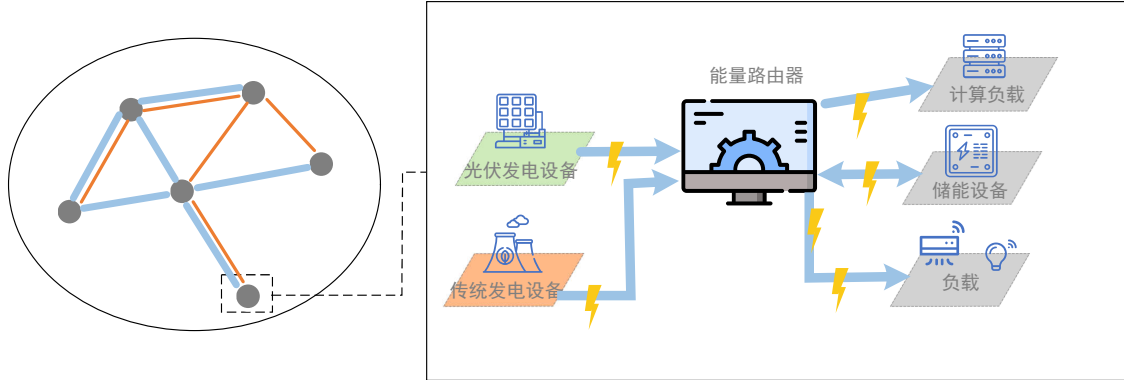 能量路由器
计算负载
光伏发电设备
储能设备
传统发电设备
负载